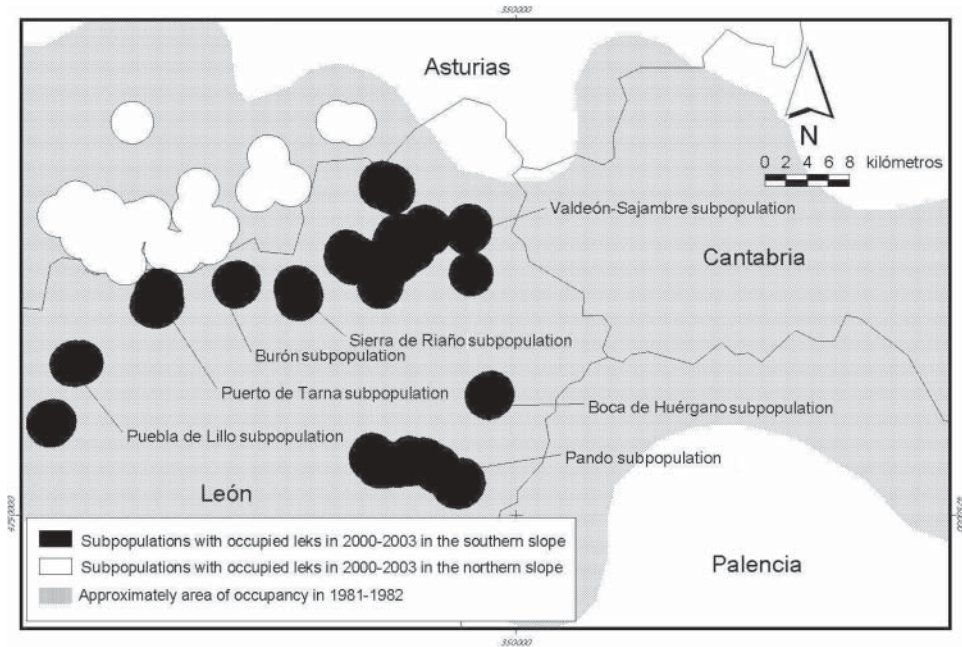 350000
Asturias
N
0 2 4 6 8 kilómetros
Valdeón-Sajambre subpopulation
Cantabria
Sierra de Riaño subpopulation
Burón subpopulation
Puerto de Tarna subpopulation
Boca de Huérgano subpopulation
Puebla de Lillo subpopulation
Pando subpopulation
León
4750000
4750000
Subpopulations with occupied leks in 2000-2003 in the southern slope
Subpopulations with occupied leks in 2000-2003 in the northern slope
Approximately area of occupancy in 1981-1982
Palencia
350000